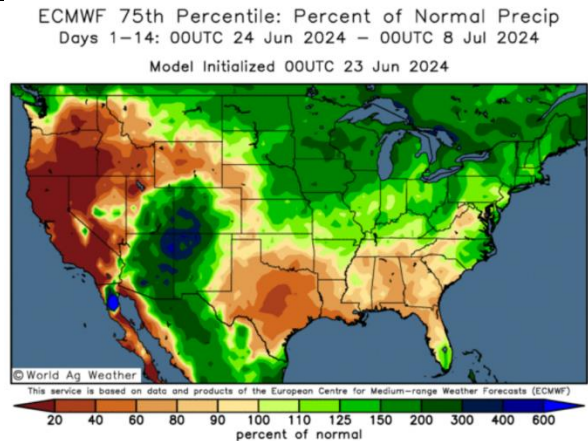 ECMWF 75th Percentile: Percent of Normal Precip
Days 1–14: 00UTC 24 Jun 2024 – 00UTC 8 Jul 2024
Model Initialized 00UTC 23 Jun 2024
© World Ag Weather
This service is based on data and products of the European Centre for Medium-range Weather Forecasts (ECMWF)
20 40 60 80 90 100 110 125 150 200 300 400 600
percent of normal